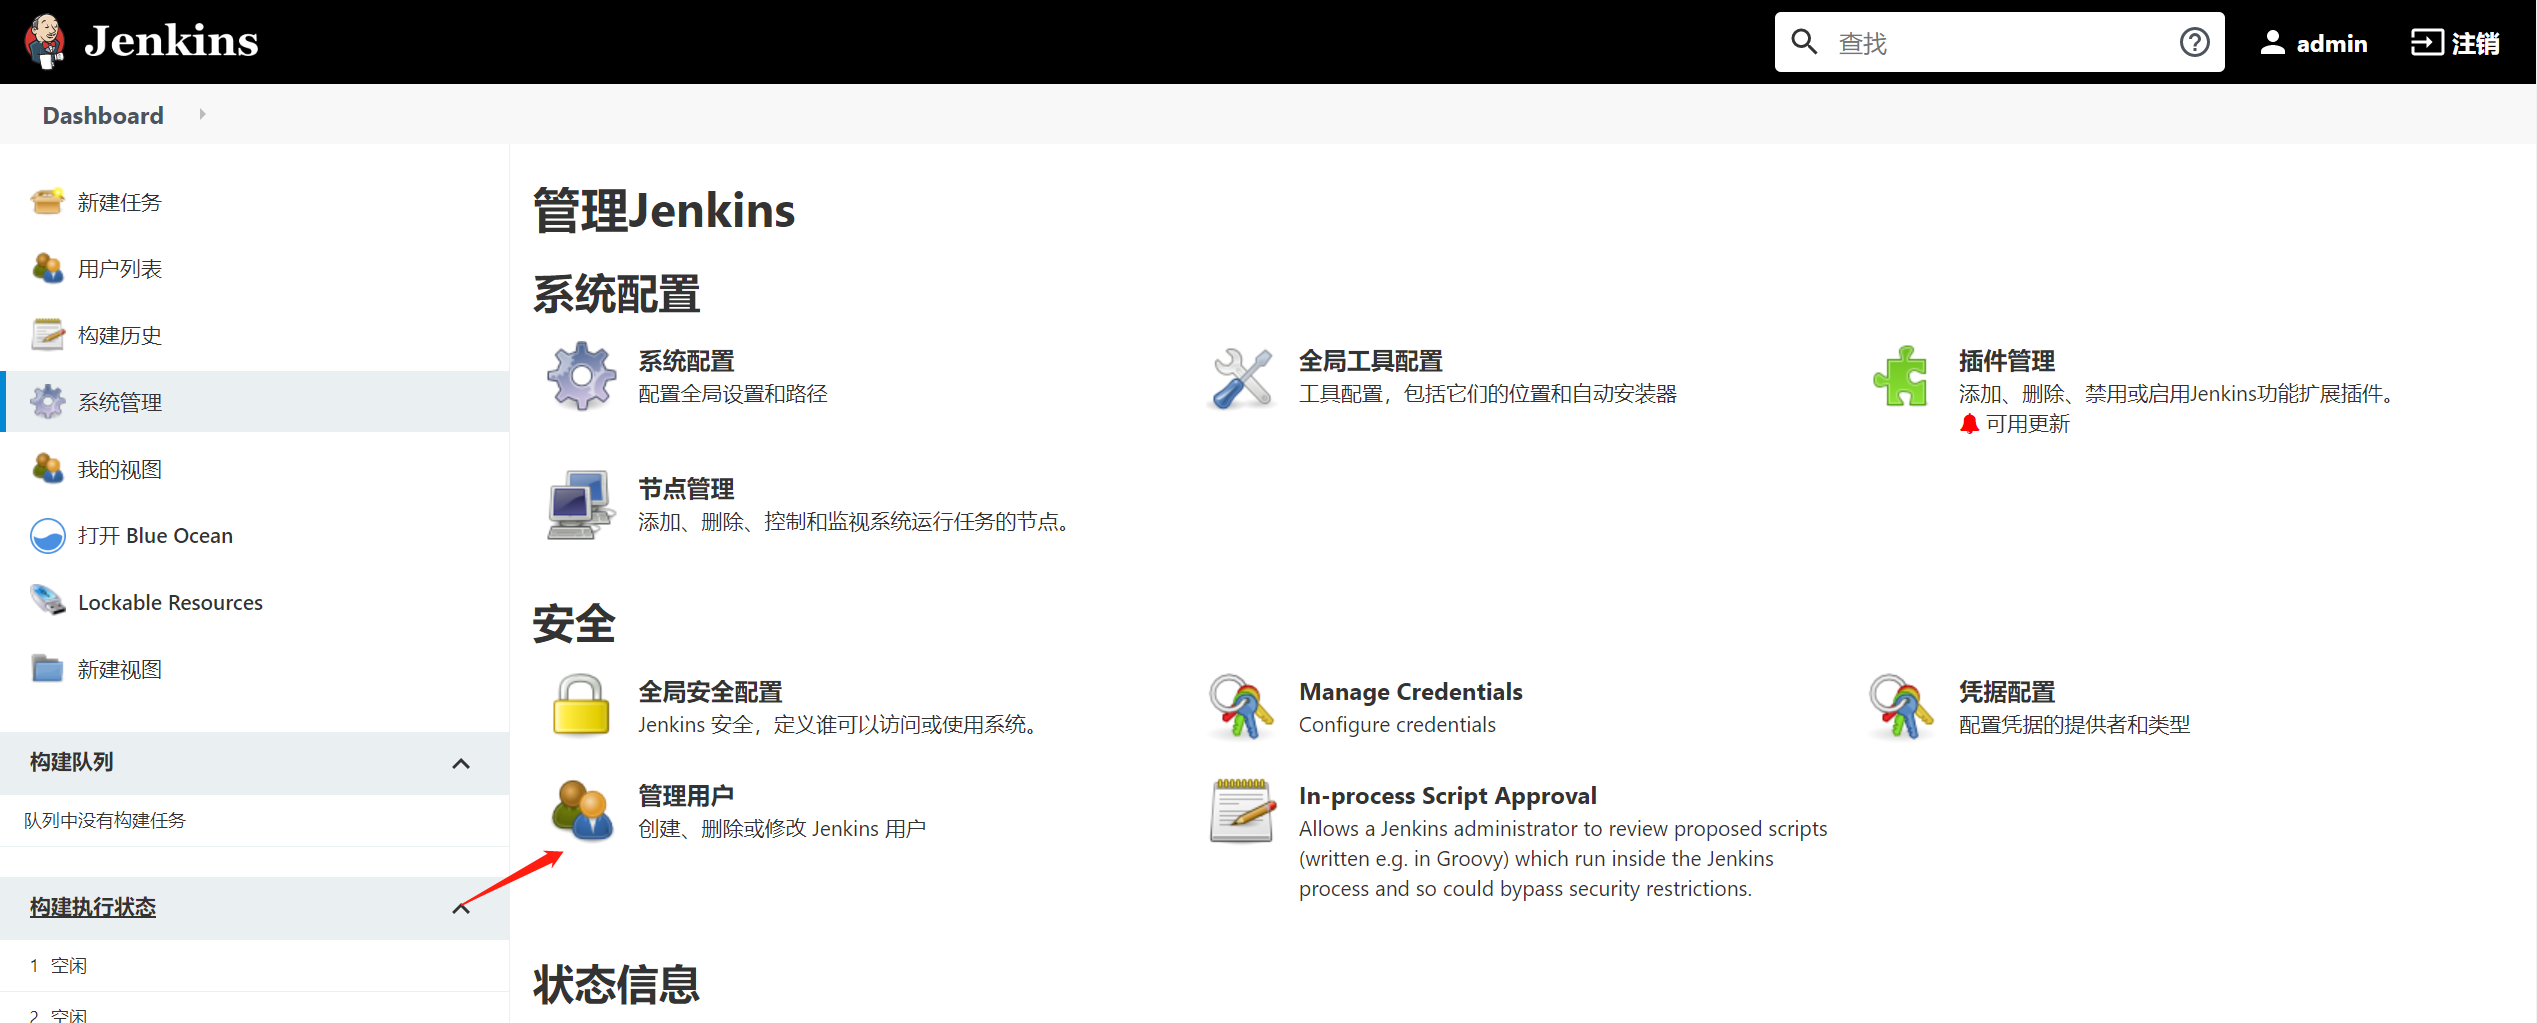 Jenkins
查找
admin
注销
Dashboard
新建任务
用户列表
构建历史
系统管理
我的视图
打开 Blue Ocean
Lockable Resources
新建视图
构建队列
队列中没有构建任务
构建执行状态
1 空闲
2 空闲
管理Jenkins
系统配置
系统配置
配置全局设置和路径
全局工具配置
工具配置，包括它们的位置和自动安装器
插件管理
添加、删除、禁用或启用Jenkins功能扩展插件。
可用更新
节点管理
添加、删除、控制和监视系统运行任务的节点。
安全
全局安全配置
Jenkins 安全，定义谁可以访问或使用系统。
Manage Credentials
Configure credentials
凭据配置
配置凭据的提供者和类型
管理用户
创建、删除或修改 Jenkins 用户
In-process Script Approval
Allows a Jenkins administrator to review proposed scripts
(written e.g. in Groovy) which run inside the Jenkins
process and so could bypass security restrictions.
状态信息